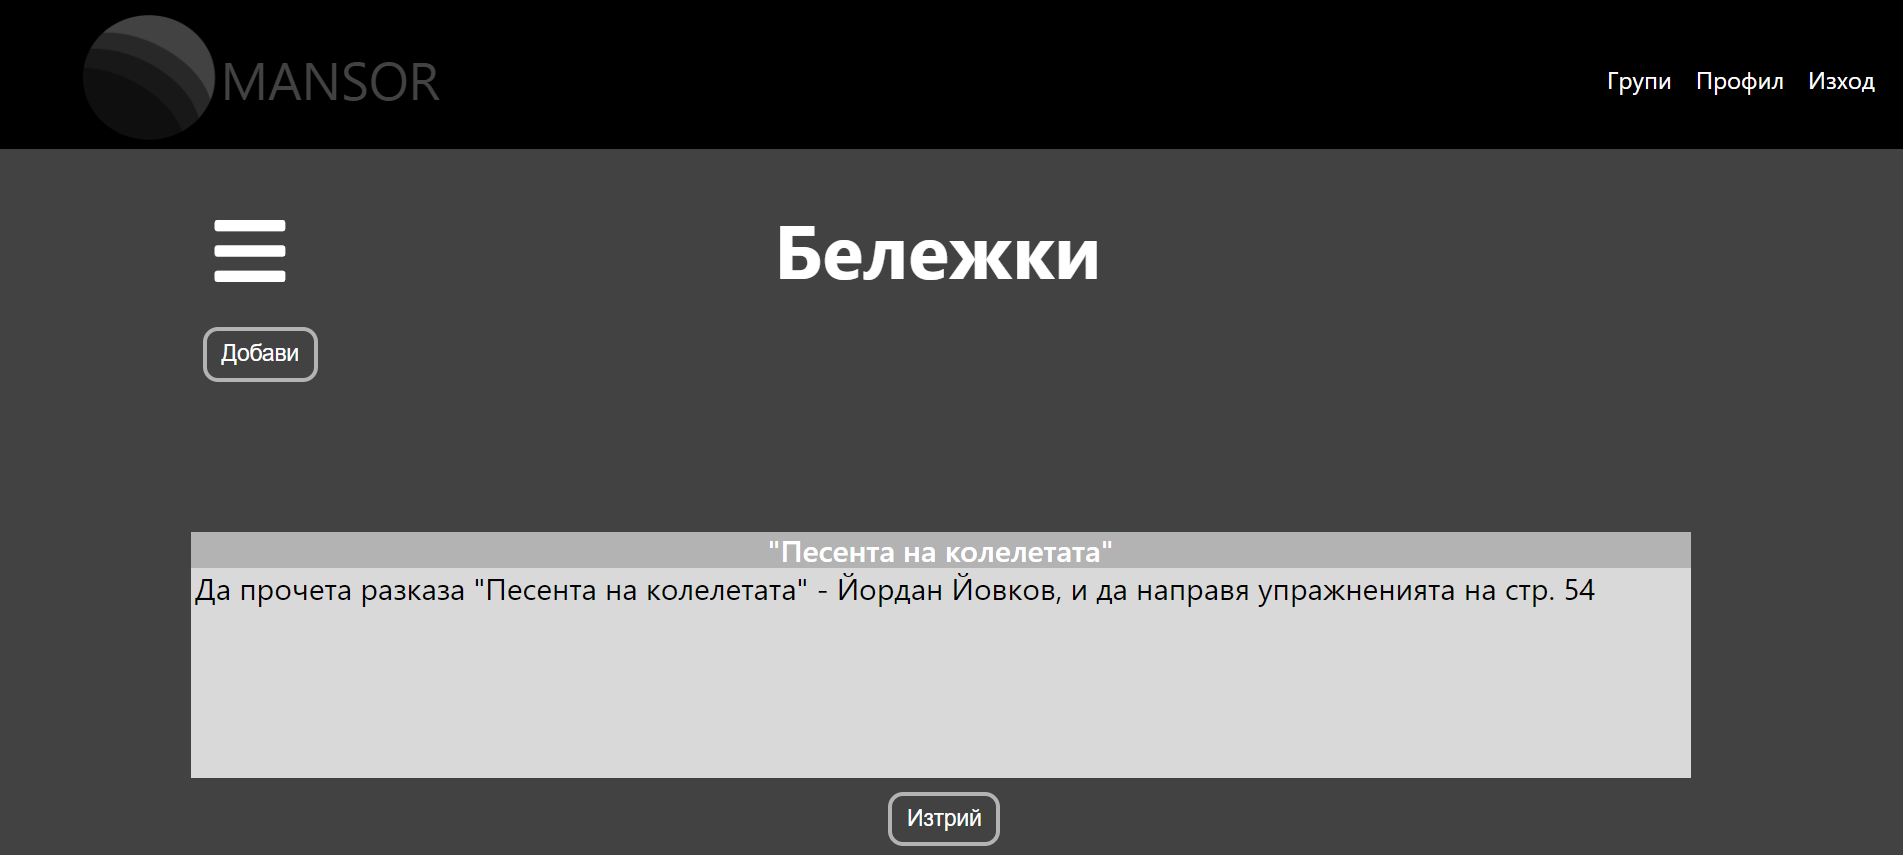 MANSOR
Групи Профил Изход
Бележки
Добави
"Песента на колелетата"
Да прочета разказа "Песента на колелетата" - Йордан Йовков, и да направя упражненията на стр. 54
Изтрий